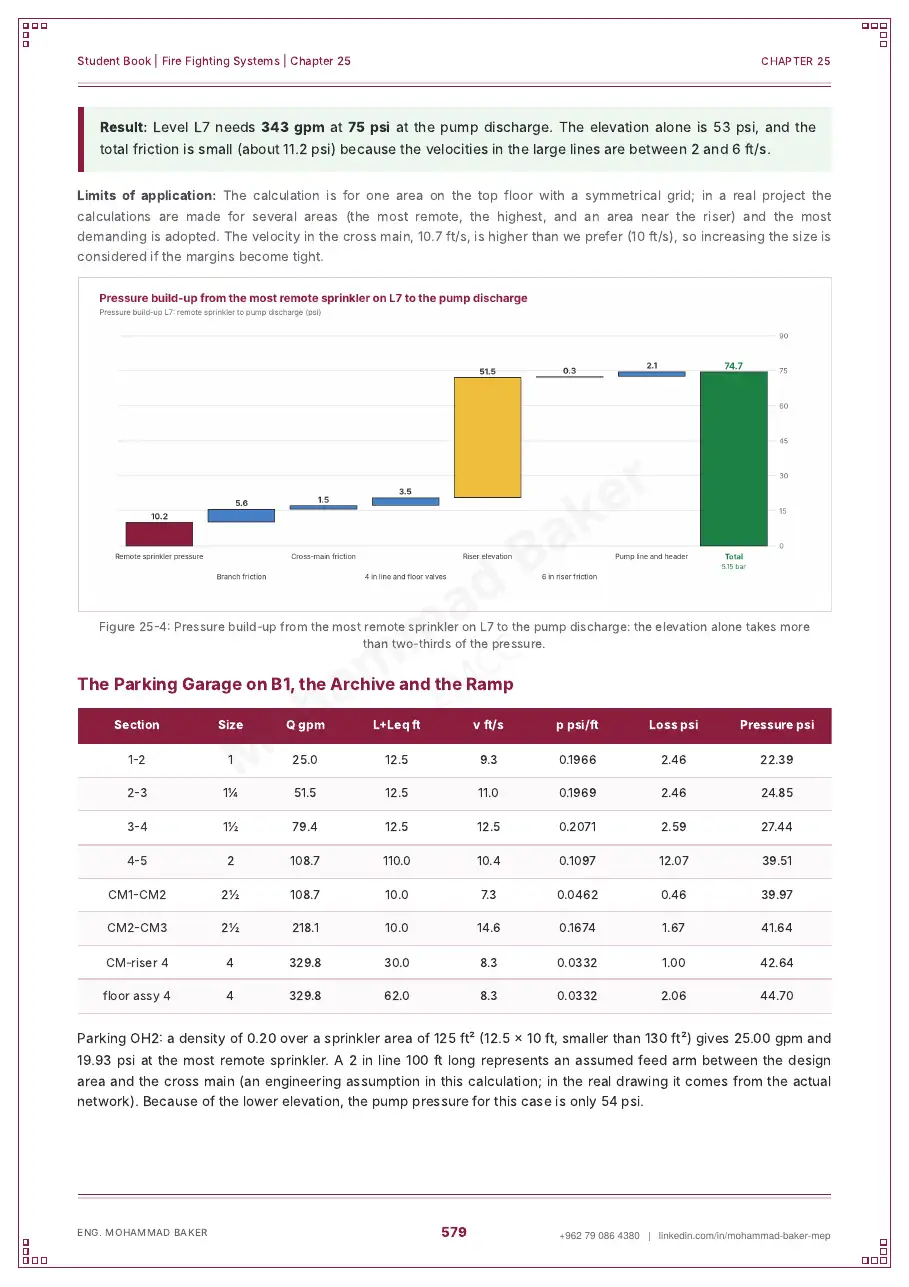 Student Book | Fire Fighting Systems | Chapter 25
CHAPTER 25
Result: Level L7 needs 343 gpm at 75 psi at the pump discharge. The elevation alone is 53 psi, and the
total friction is small (about 11.2 psi) because the velocities in the large lines are between 2 and 6 ft/s.
Limits of application: The calculation is for one area on the top floor with a symmetrical grid; in a real project the
calculations are made for several areas (the most remote, the highest, and an area near the riser) and the most
demanding is adopted. The velocity in the cross main, 10.7 ft/s, is higher than we prefer (10 ft/s), so increasing the size is
considered if the margins become tight.
Pressure build-up from the most remote sprinkler on L7 to the pump discharge
Pressure build-up L7: remote sprinkler to pump discharge (psi)
90
75
60
45
30
15
0
10.2
5.6
1.5
3.5
51.5
0.3
2.1
74.7
Remote sprinkler pressure
Branch friction
Cross-main friction
4 in line and floor valves
Riser elevation
6 in riser friction
Pump line and header
Total
5.15 bar
Figure 25-4: Pressure build-up from the most remote sprinkler on L7 to the pump discharge: the elevation alone takes more
than two-thirds of the pressure.
The Parking Garage on B1, the Archive and the Ramp
Section Size Q gpm L+Leq ft v ft/s p psi/ft Loss psi Pressure psi
1-2 1 25.0 12.5 9.3 0.1966 2.46 22.39
2-3 1¼ 51.5 12.5 11.0 0.1969 2.46 24.85
3-4 1½ 79.4 12.5 12.5 0.2071 2.59 27.44
4-5 2 108.7 110.0 10.4 0.1097 12.07 39.51
CM1-CM2 2½ 108.7 10.0 7.3 0.0462 0.46 39.97
CM2-CM3 2½ 218.1 10.0 14.6 0.1674 1.67 41.64
CM-riser 4 4 329.8 30.0 8.3 0.0332 1.00 42.64
floor assy 4 4 329.8 62.0 8.3 0.0332 2.06 44.70
Parking OH2: a density of 0.20 over a sprinkler area of 125 ft² (12.5 × 10 ft, smaller than 130 ft²) gives 25.00 gpm and
19.93 psi at the most remote sprinkler. A 2 in line 100 ft long represents an assumed feed arm between the design
area and the cross main (an engineering assumption in this calculation; in the real drawing it comes from the actual
network). Because of the lower elevation, the pump pressure for this case is only 54 psi.
ENG. MOHAMMAD BAKER
579
+962 79 086 4380 | linkedin.com/in/mohammad-baker-mep